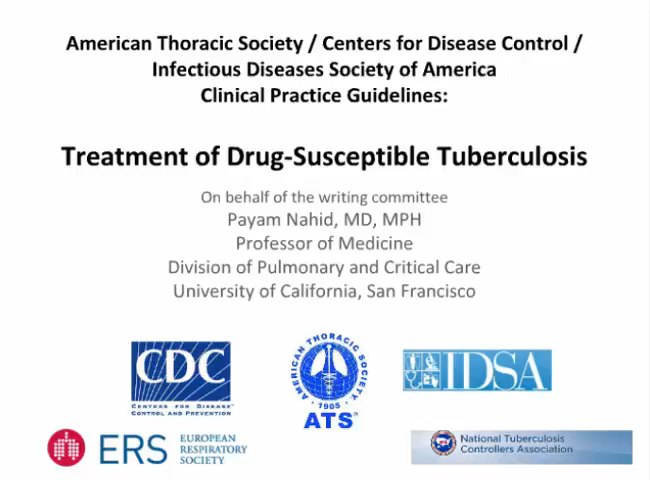 American Thoracic Society / Centers for Disease Control /
Infectious Diseases Society of America
Clinical Practice Guidelines:
Treatment of Drug-Susceptible Tuberculosis
On behalf of the writing committee
Payam Nahid, MD, MPH
Professor of Medicine
Division of Pulmonary and Critical Care
University of California, San Francisco
CDC
CENTERS FOR DISEASE
CONTROL AND PREVENTION
AMERICAN THORACIC SOCIETY
1905
ATS
IDSA
ERS
EUROPEAN
RESPIRATORY
SOCIETY
National Tuberculosis
Controllers Association